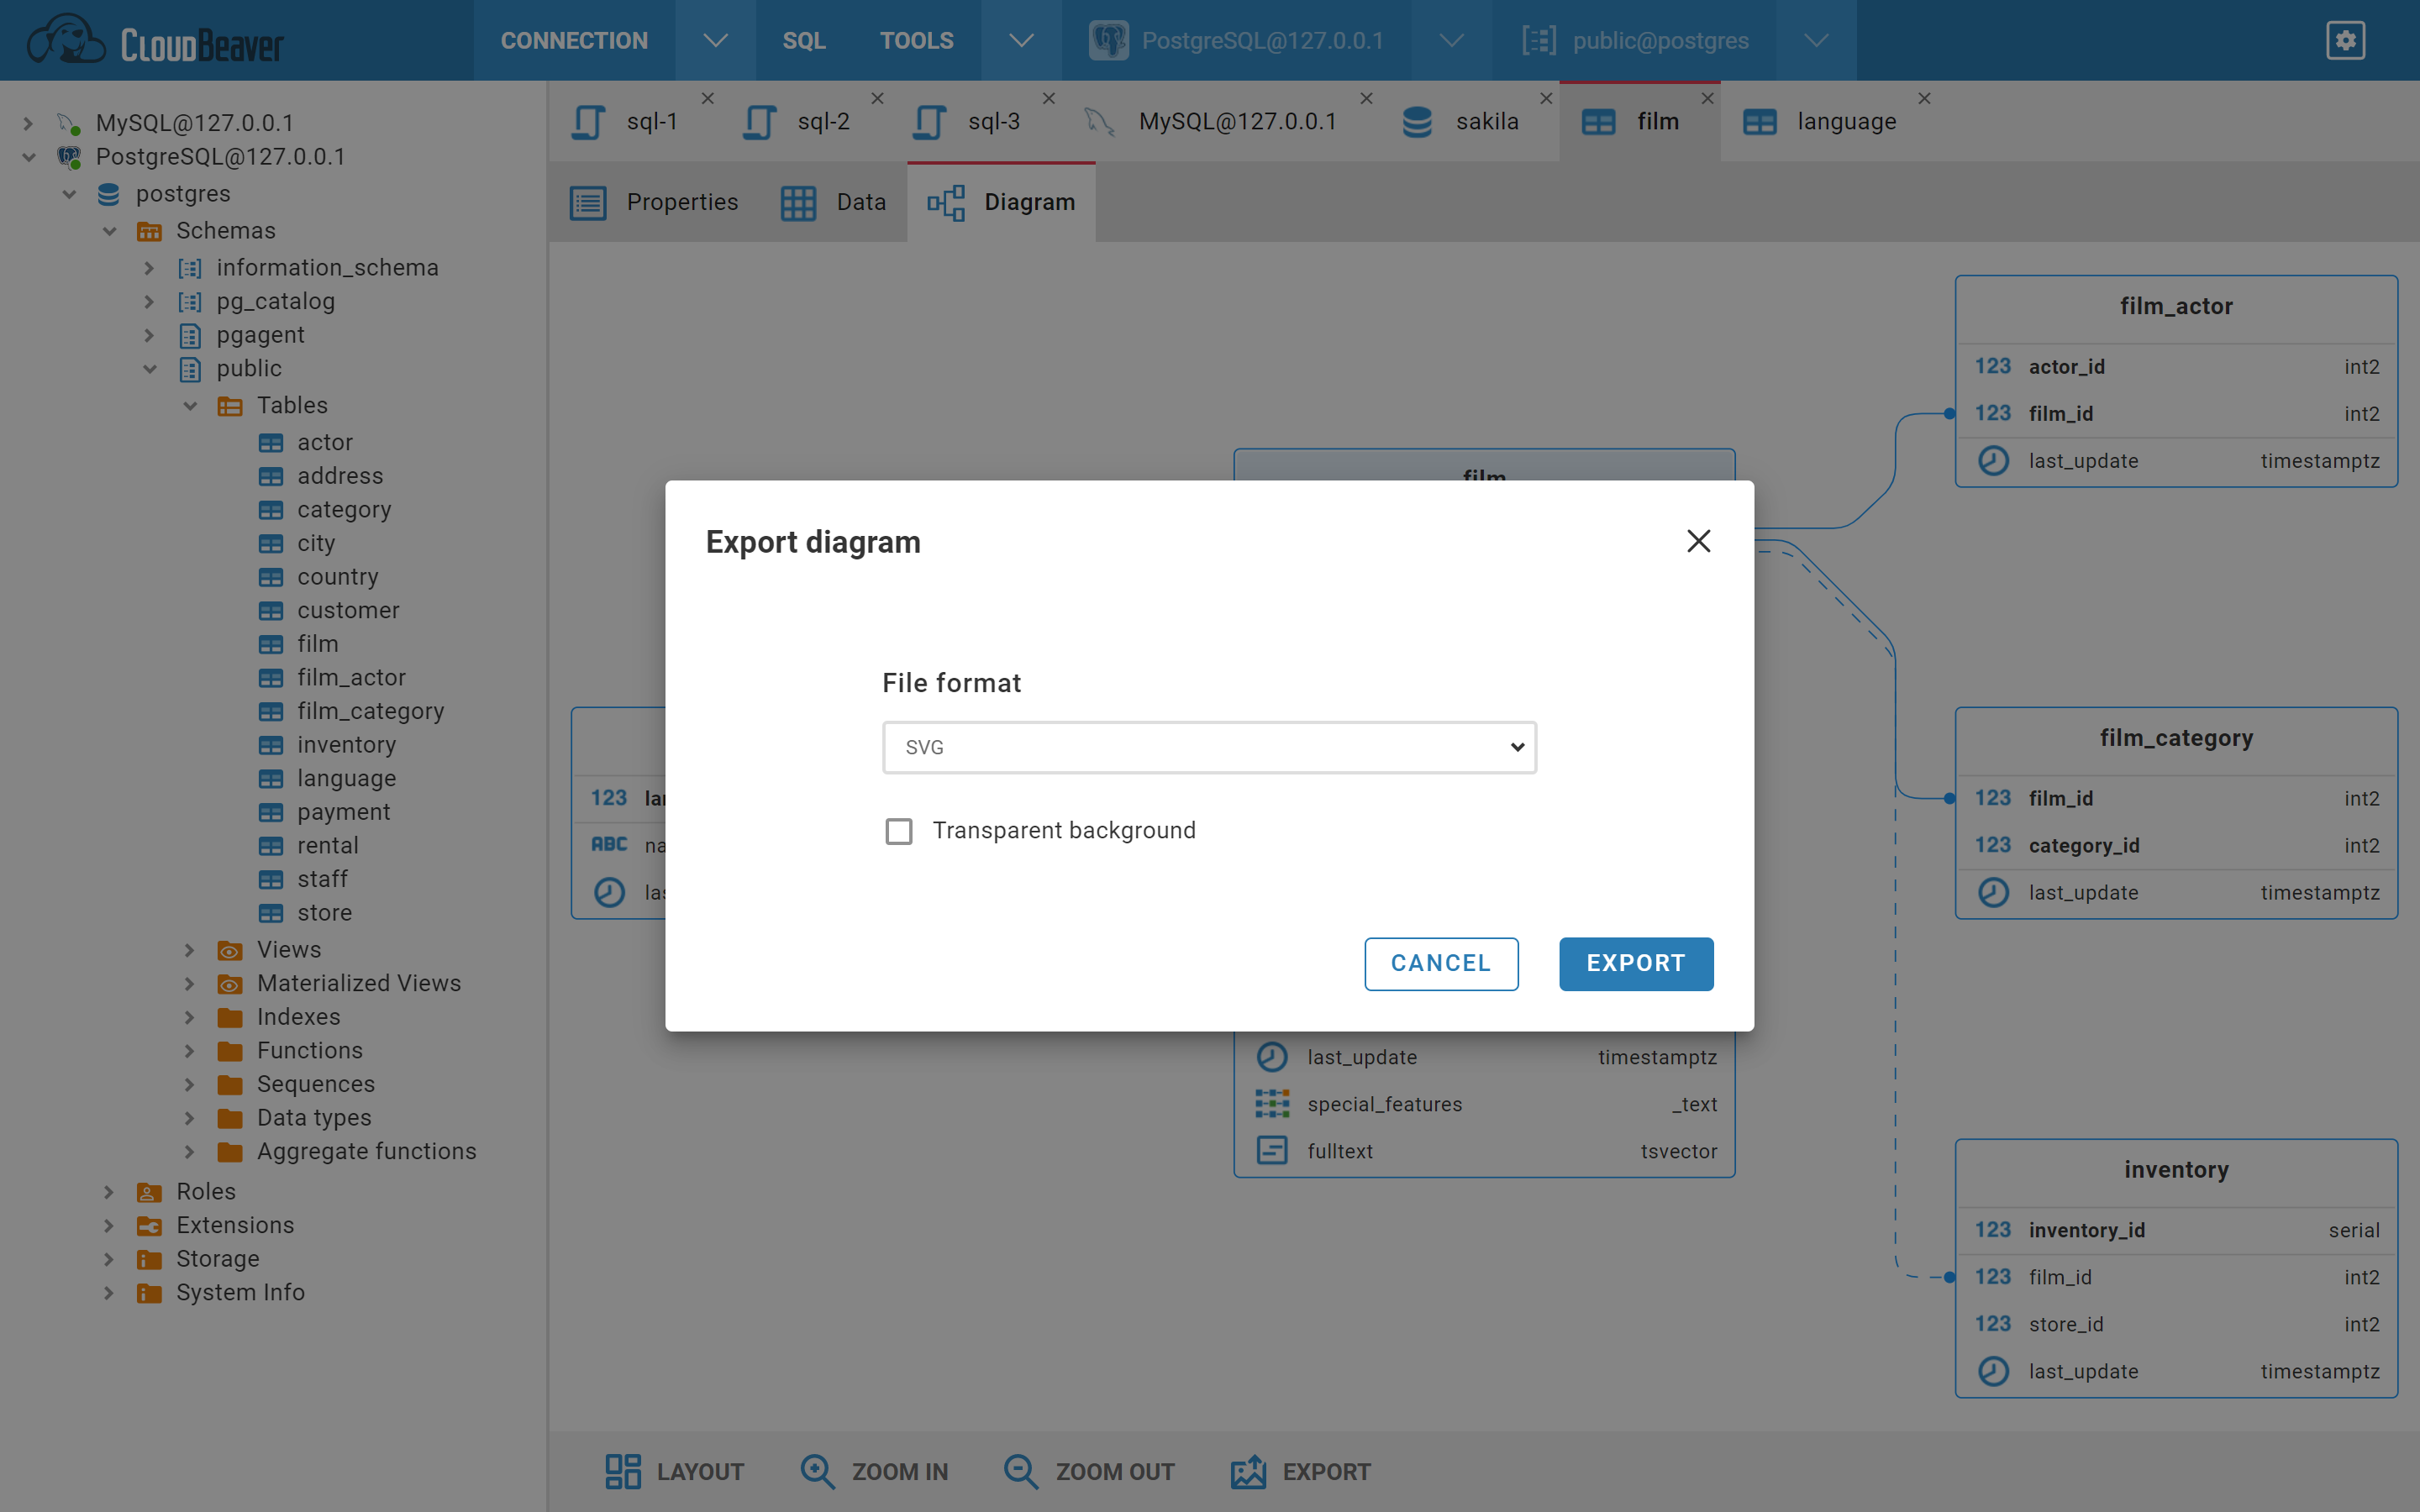 CLOUDBEAVER
CONNECTION
SQL
TOOLS
PostgreSQL@127.0.0.1
public@postgres
MySQL@127.0.0.1
PostgreSQL@127.0.0.1
postgres
Schemas
information_schema
pg_catalog
pgagent
public
Tables
actor
address
category
city
country
customer
film
film_actor
film_category
inventory
language
payment
rental
staff
store
Views
Materialized Views
Indexes
Functions
Sequences
Data types
Aggregate functions
Roles
Extensions
Storage
System Info
sql-1
sql-2
sql-3
MySQL@127.0.0.1
sakila
film
language
Properties
Data
Diagram
film_actor
123 actor_id int2
123 film_id int2
last_update timestamptz
film
Export diagram
File format
SVG
Transparent background
CANCEL
EXPORT
123
ABC
film_category
123 film_id int2
123 category_id int2
last_update timestamptz
last_update timestamptz
special_features _text
fulltext tsvector
inventory
123 inventory_id serial
123 film_id int2
123 store_id int2
last_update timestamptz
LAYOUT
ZOOM IN
ZOOM OUT
EXPORT